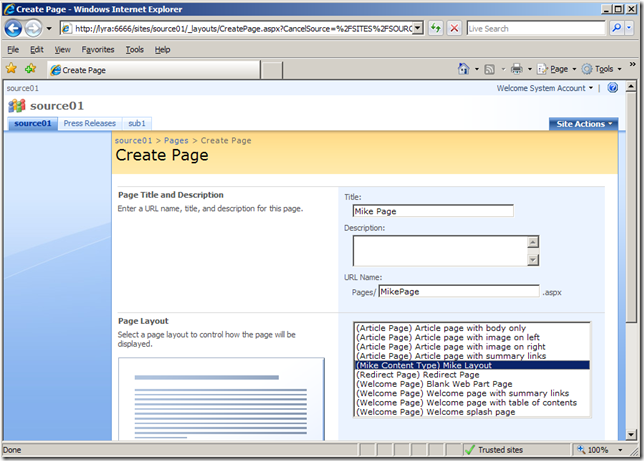 Create Page - Windows Internet Explorer
http://lyra:6666/sites/source01/_layouts/CreatePage.aspx?CancelSource=%2FSITES%2FSOURC
Live Search
File Edit View Favorites Tools Help
Create Page
Page Tools
source01
Welcome System Account
source01
source01 Press Releases sub1
Site Actions
source01 > Pages > Create Page
Create Page
Page Title and Description
Enter a URL name, title, and description for this page.
Title:
Mike Page
Description:
URL Name:
Pages/ MikePage .aspx
Page Layout
Select a page layout to control how the page will be
displayed.
(Article Page) Article page with body only
(Article Page) Article page with image on left
(Article Page) Article page with image on right
(Article Page) Article page with summary links
(Mike Content Type) Mike Layout
(Redirect Page) Redirect Page
(Welcome Page) Blank Web Part Page
(Welcome Page) Welcome page with summary links
(Welcome Page) Welcome page with table of contents
(Welcome Page) Welcome splash page
Done
Trusted sites
100%